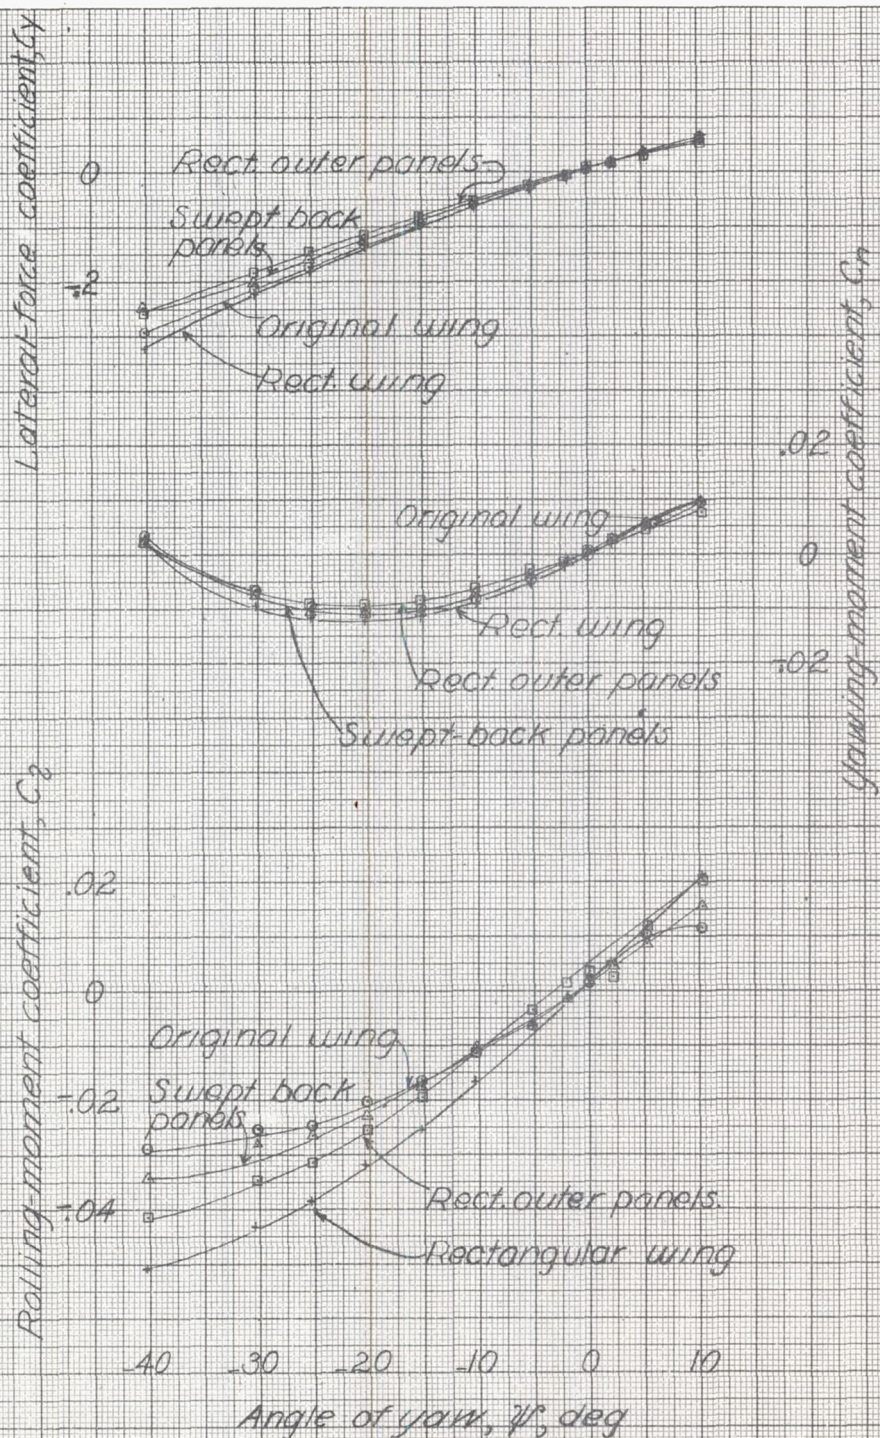 Lateral-force coefficient, Cy
0
-.2
Rect. outer panels
Swept back
panels
Original wing
Rect. wing
Yawing-moment coefficient, Cn
.02
0
-.02
Original wing
Rect. wing
Rect. outer panels
Swept-back panels
Rolling-moment coefficient, Cl
.02
0
-.02
-.04
Original wing
Swept back
panels
Rect. outer panels.
Rectangular wing
-40 -30 -20 -10 0 10
Angle of yaw, ψ, deg